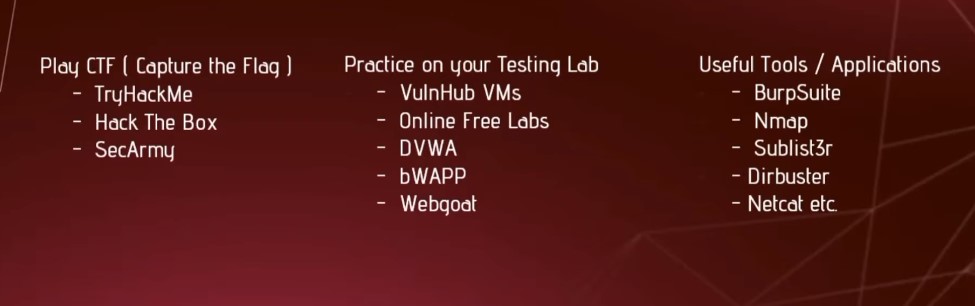 Play CTF ( Capture the Flag )
- TryHackMe
- Hack The Box
- SecArmy
Practice on your Testing Lab
- VulnHub VMs
- Online Free Labs
- DVWA
- bWAPP
- Webgoat
Useful Tools / Applications
- BurpSuite
- Nmap
- Sublist3r
- Dirbuster
- Netcat etc.